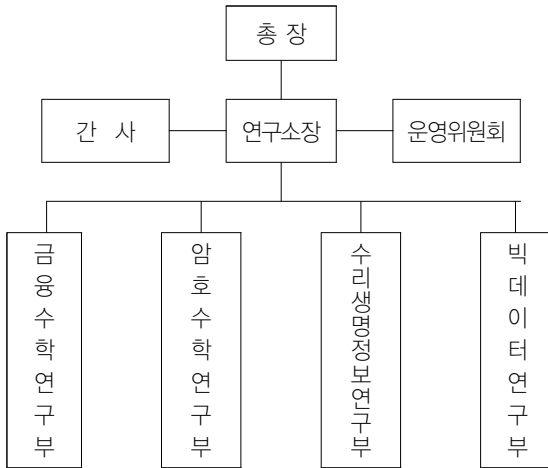 총 장
간 사
연구소장
운영위원회
금융수학연구부
암호수학연구부
수리생명정보연구부
빅데이터연구부